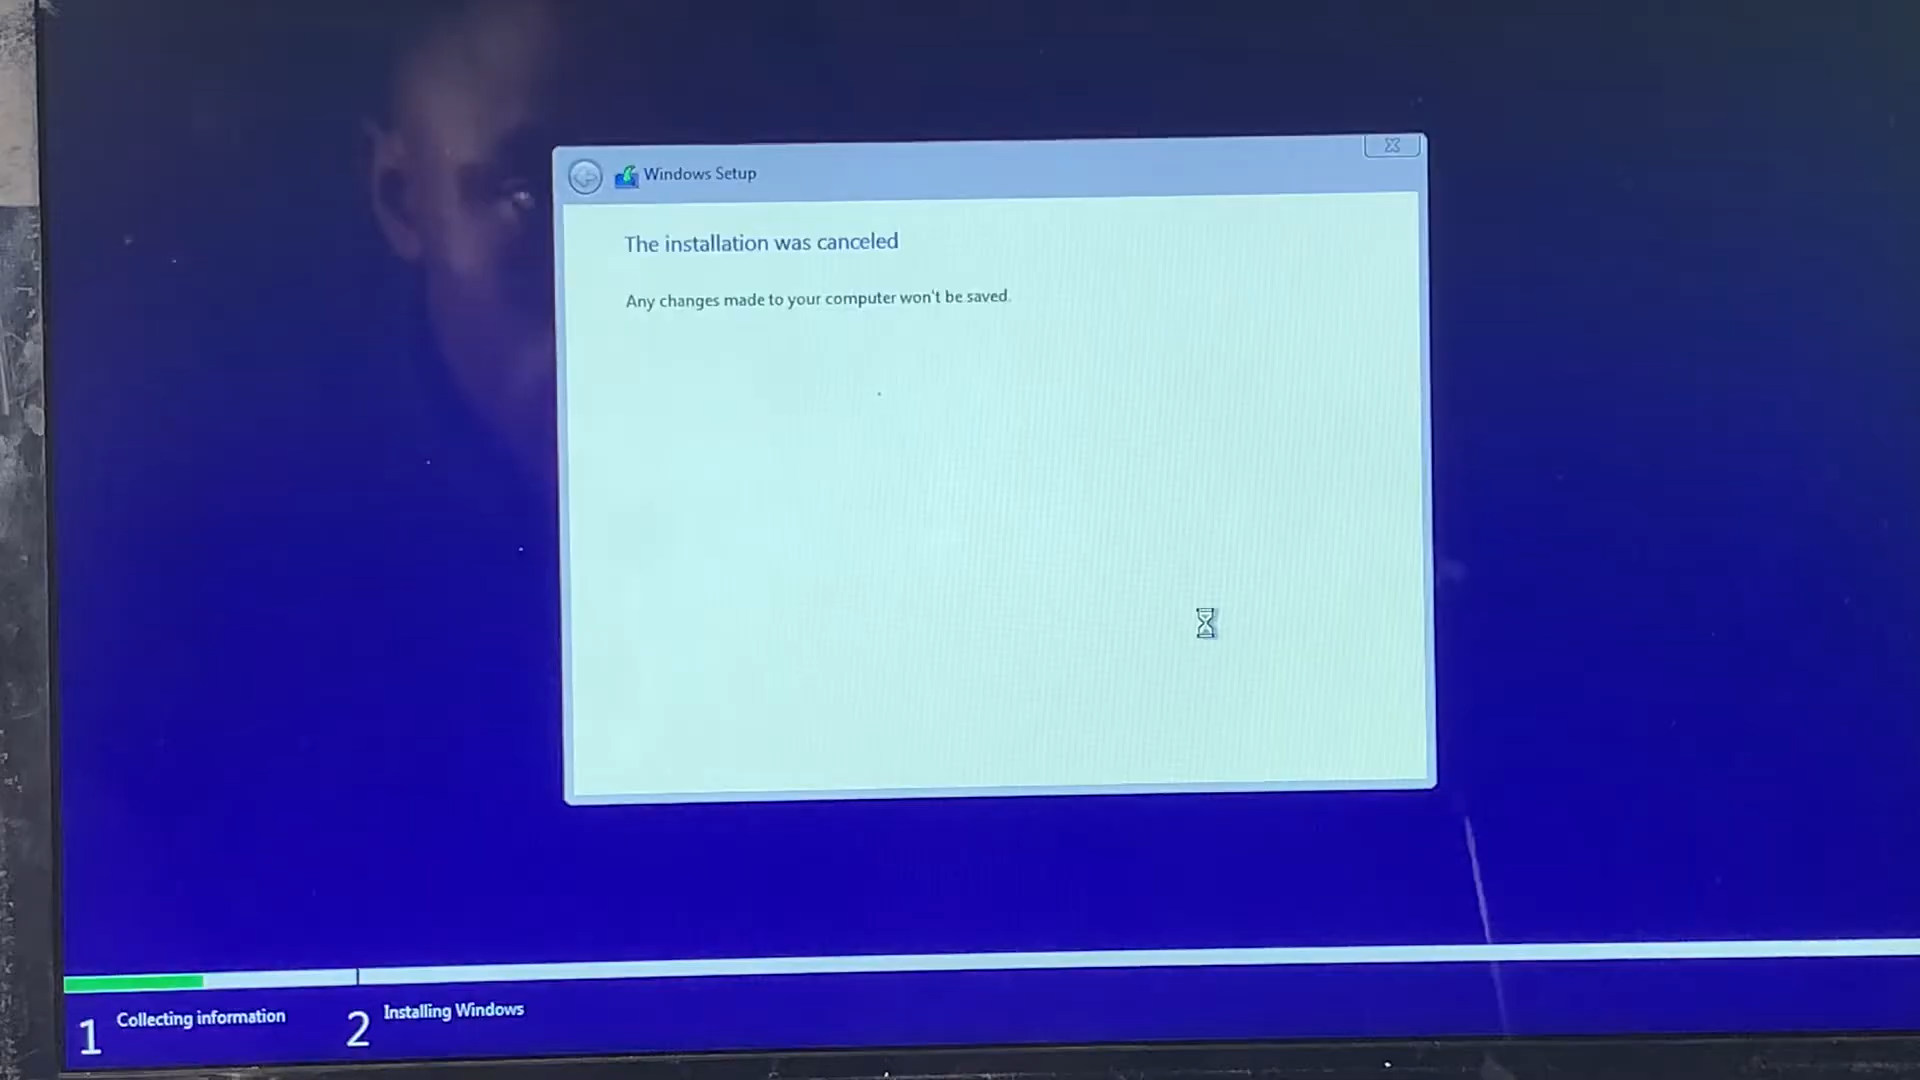 Windows Setup
The installation was canceled
Any changes made to your computer won't be saved.
1 Collecting information
2 Installing Windows